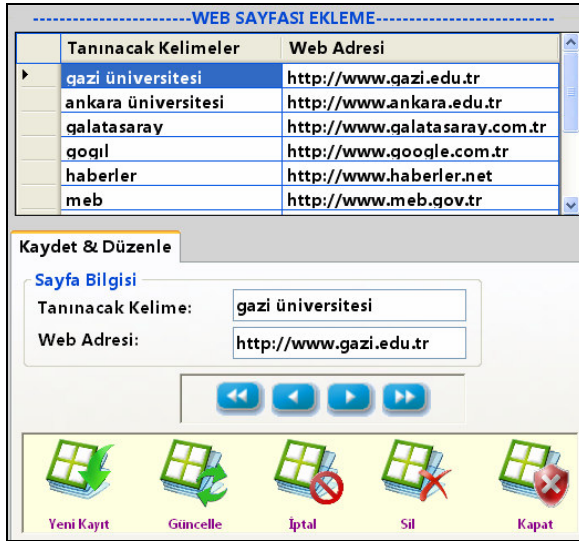 WEB SAYFASI EKLEME
Tanınacak Kelimeler Web Adresi
gazi üniversitesi http://www.gazi.edu.tr
ankara üniversitesi http://www.ankara.edu.tr
galatasaray http://www.galatasaray.com.tr
gogıl http://www.google.com.tr
haberler http://www.haberler.net
meb http://www.meb.gov.tr
Kaydet & Düzenle
Sayfa Bilgisi
Tanınacak Kelime: gazi üniversitesi
Web Adresi: http://www.gazi.edu.tr
Yeni Kayıt Güncelle İptal Sil Kapat